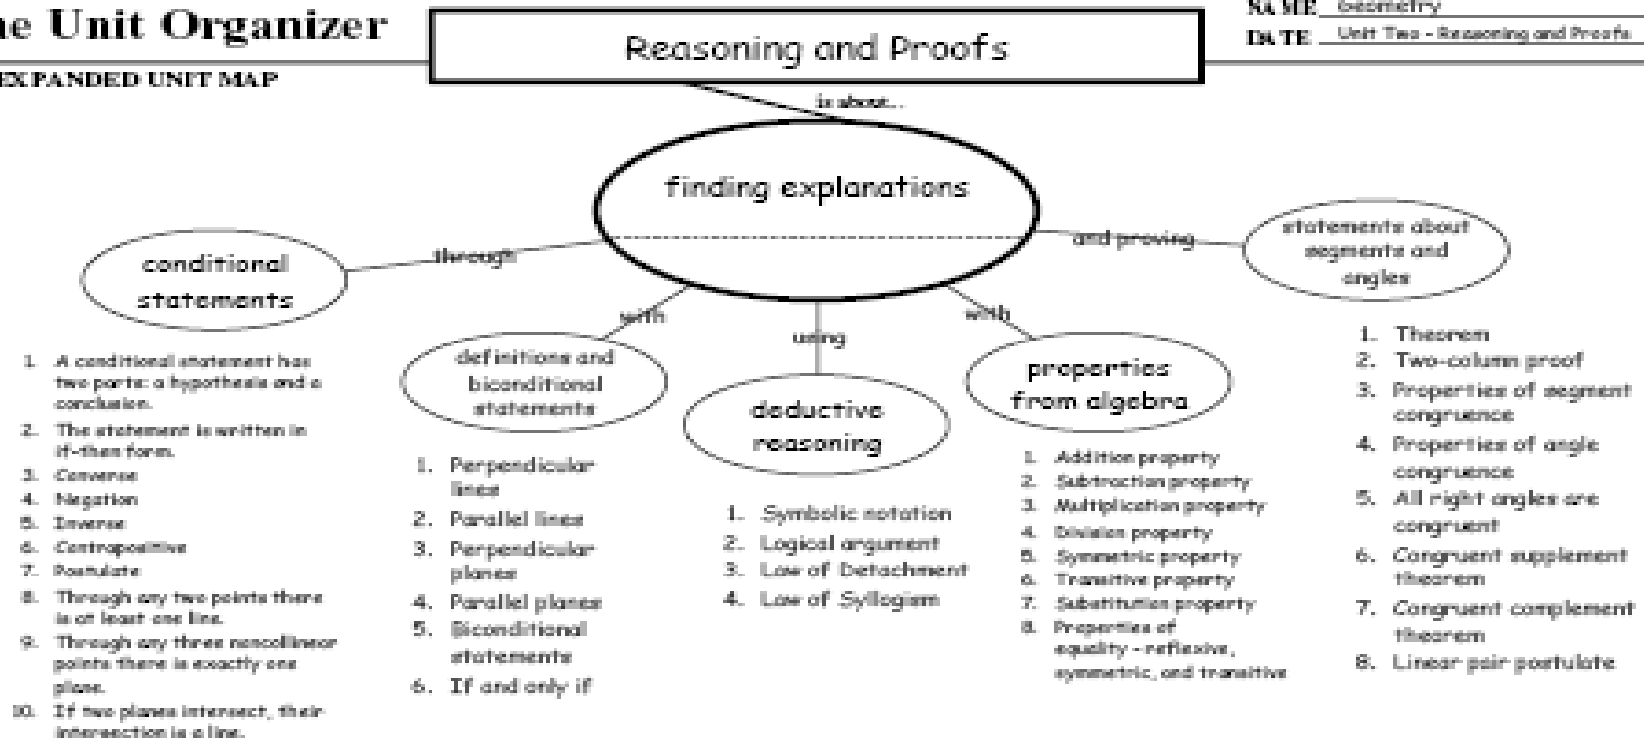 he Unit Organizer
EXPANDED UNIT MAP
Reasoning and Proofs
NAME Geometry
DATE Unit Two - Reasoning and Proofs
is about...
finding explanations
through
with
using
with
and proving
conditional
statements
1. A conditional statement has
two parts: a hypothesis and a
conclusion.
2. The statement is written in
if-then form.
3. Converse
4. Negation
5. Inverse
6. Contrapositive
7. Postulate
8. Through any two points there
is at least one line.
9. Through any three noncollinear
points there is exactly one
plane.
10. If two planes intersect, their
intersection is a line.
definitions and
biconditional
statements
1. Perpendicular
lines
2. Parallel lines
3. Perpendicular
planes
4. Parallel planes
5. Biconditional
statements
6. If and only if
deductive
reasoning
1. Symbolic notation
2. Logical argument
3. Law of Detachment
4. Law of Syllogism
properties
from algebra
1. Addition property
2. Subtraction property
3. Multiplication property
4. Division property
5. Symmetric property
6. Transitive property
7. Substitution property
8. Properties of
equality - reflexive,
symmetric, and transitive
statements about
segments and
angles
1. Theorem
2. Two-column proof
3. Properties of segment
congruence
4. Properties of angle
congruence
5. All right angles are
congruent
6. Congruent supplement
theorem
7. Congruent complement
theorem
8. Linear pair postulate